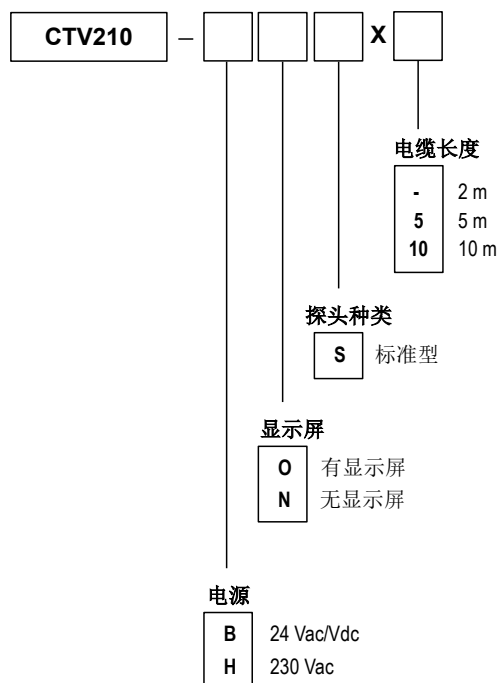 CTV210 – X
电缆长度
- 2 m
5 5 m
10 10 m
探头种类
S 标准型
显示屏
O 有显示屏
N 无显示屏
电源
B 24 Vac/Vdc
H 230 Vac